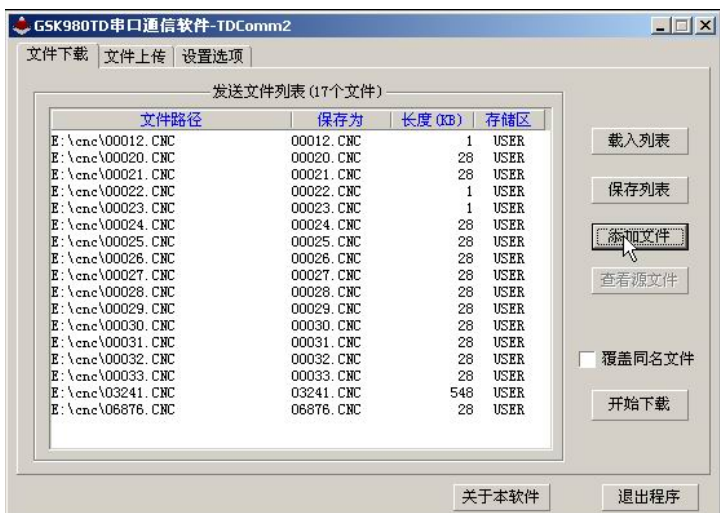 GSK980TD串口通信软件-TDComm2
文件下载 文件上传 设置选项
发送文件列表(17个文件)
文件路径 保存为 长度(KB) 存储区
E:\cnc\00012.CNC 00012.CNC 1 USER
E:\cnc\00020.CNC 00020.CNC 28 USER
E:\cnc\00021.CNC 00021.CNC 28 USER
E:\cnc\00022.CNC 00022.CNC 1 USER
E:\cnc\00023.CNC 00023.CNC 1 USER
E:\cnc\00024.CNC 00024.CNC 28 USER
E:\cnc\00025.CNC 00025.CNC 28 USER
E:\cnc\00026.CNC 00026.CNC 28 USER
E:\cnc\00027.CNC 00027.CNC 28 USER
E:\cnc\00028.CNC 00028.CNC 28 USER
E:\cnc\00029.CNC 00029.CNC 28 USER
E:\cnc\00030.CNC 00030.CNC 28 USER
E:\cnc\00031.CNC 00031.CNC 28 USER
E:\cnc\00032.CNC 00032.CNC 28 USER
E:\cnc\00033.CNC 00033.CNC 28 USER
E:\cnc\03241.CNC 03241.CNC 548 USER
E:\cnc\06876.CNC 06876.CNC 28 USER
载入列表
保存列表
添加文件
查看源文件
覆盖同名文件
开始下载
关于本软件 退出程序